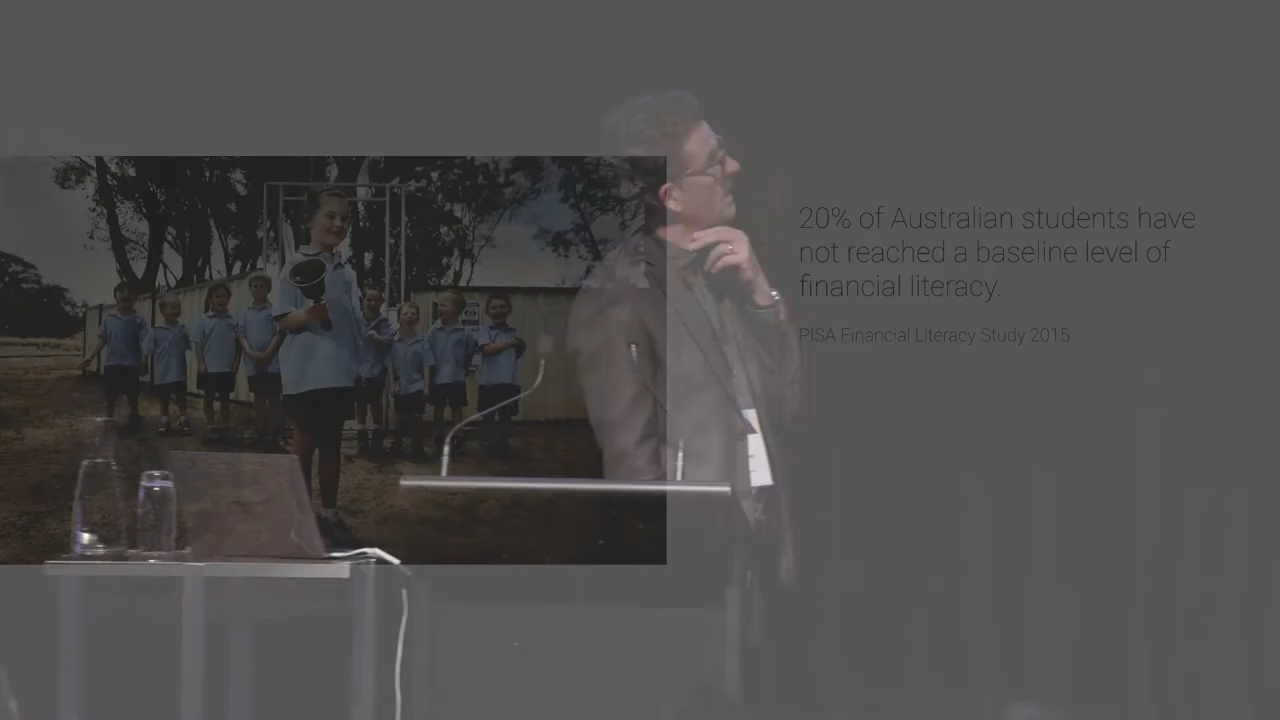 20% of Australian students have
not reached a baseline level of
financial literacy.
PISA Financial Literacy Study 2015